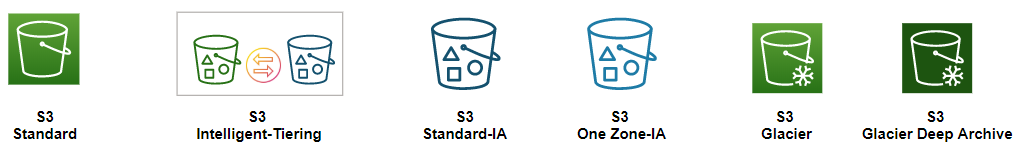 S3
Standard
S3
Intelligent-Tiering
S3
Standard-IA
S3
One Zone-IA
S3
Glacier
S3
Glacier Deep Archive